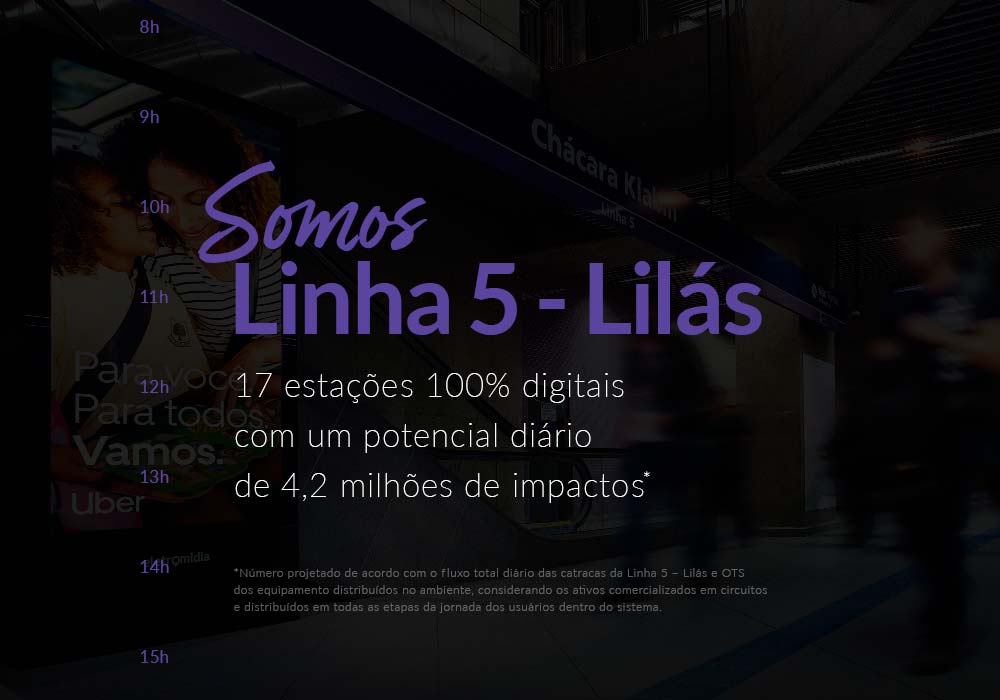 8h
9h
10h
11h
12h
13h
14h
15h
Chácara Klabin
Linha 5
Somos
Linha 5 - Lilás
17 estações 100% digitais
com um potencial diário
de 4,2 milhões de impactos*
Para você.
Para todos.
Vamos.
Uber
eletromidia
*Número projetado de acordo com o fluxo total diário das catracas da Linha 5 – Lilás e OTS
dos equipamento distribuídos no ambiente, considerando os ativos comercializados em circuitos
e distribuídos em todas as etapas da jornada dos usuários dentro do sistema.